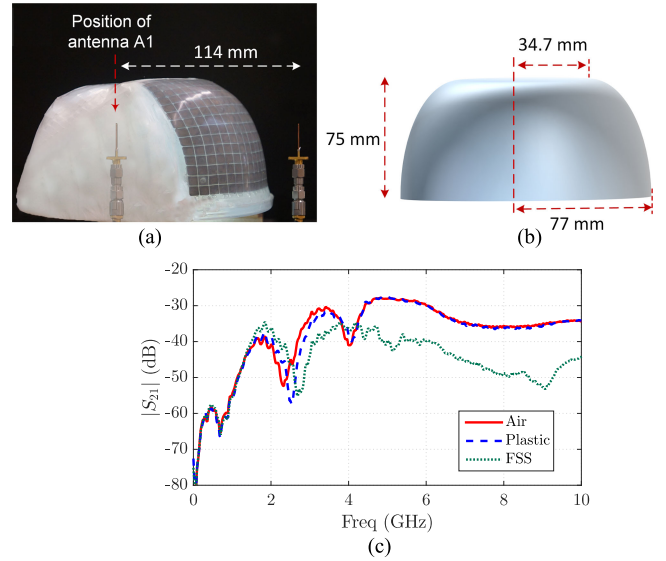 Position of
antenna A1
114 mm
(a)
34.7 mm
75 mm
77 mm
(b)
|S21| (dB)
-20
-30
-40
-50
-60
-70
-80
0
2
4
6
8
10
Freq (GHz)
Air
Plastic
FSS
(c)